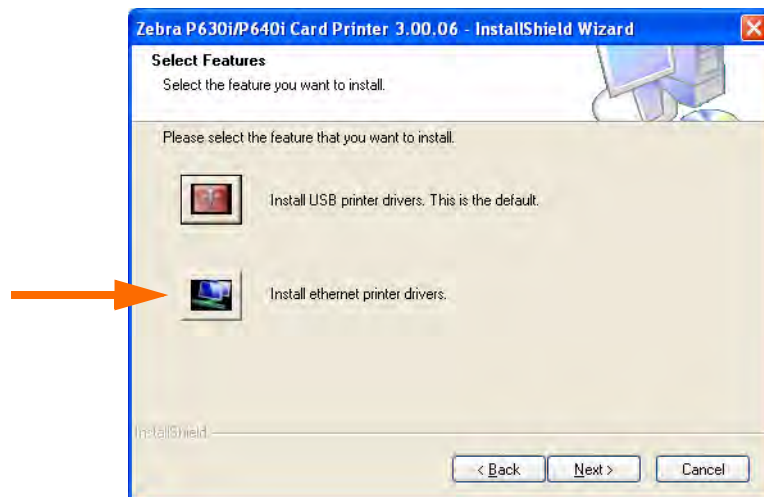 Zebra P630i/P640i Card Printer 3.00.06 - InstallShield Wizard
Select Features
Select the feature you want to install.
Please select the feature that you want to install.
Install USB printer drivers. This is the default.
Install ethernet printer drivers.
InstallShield
< Back Next > Cancel